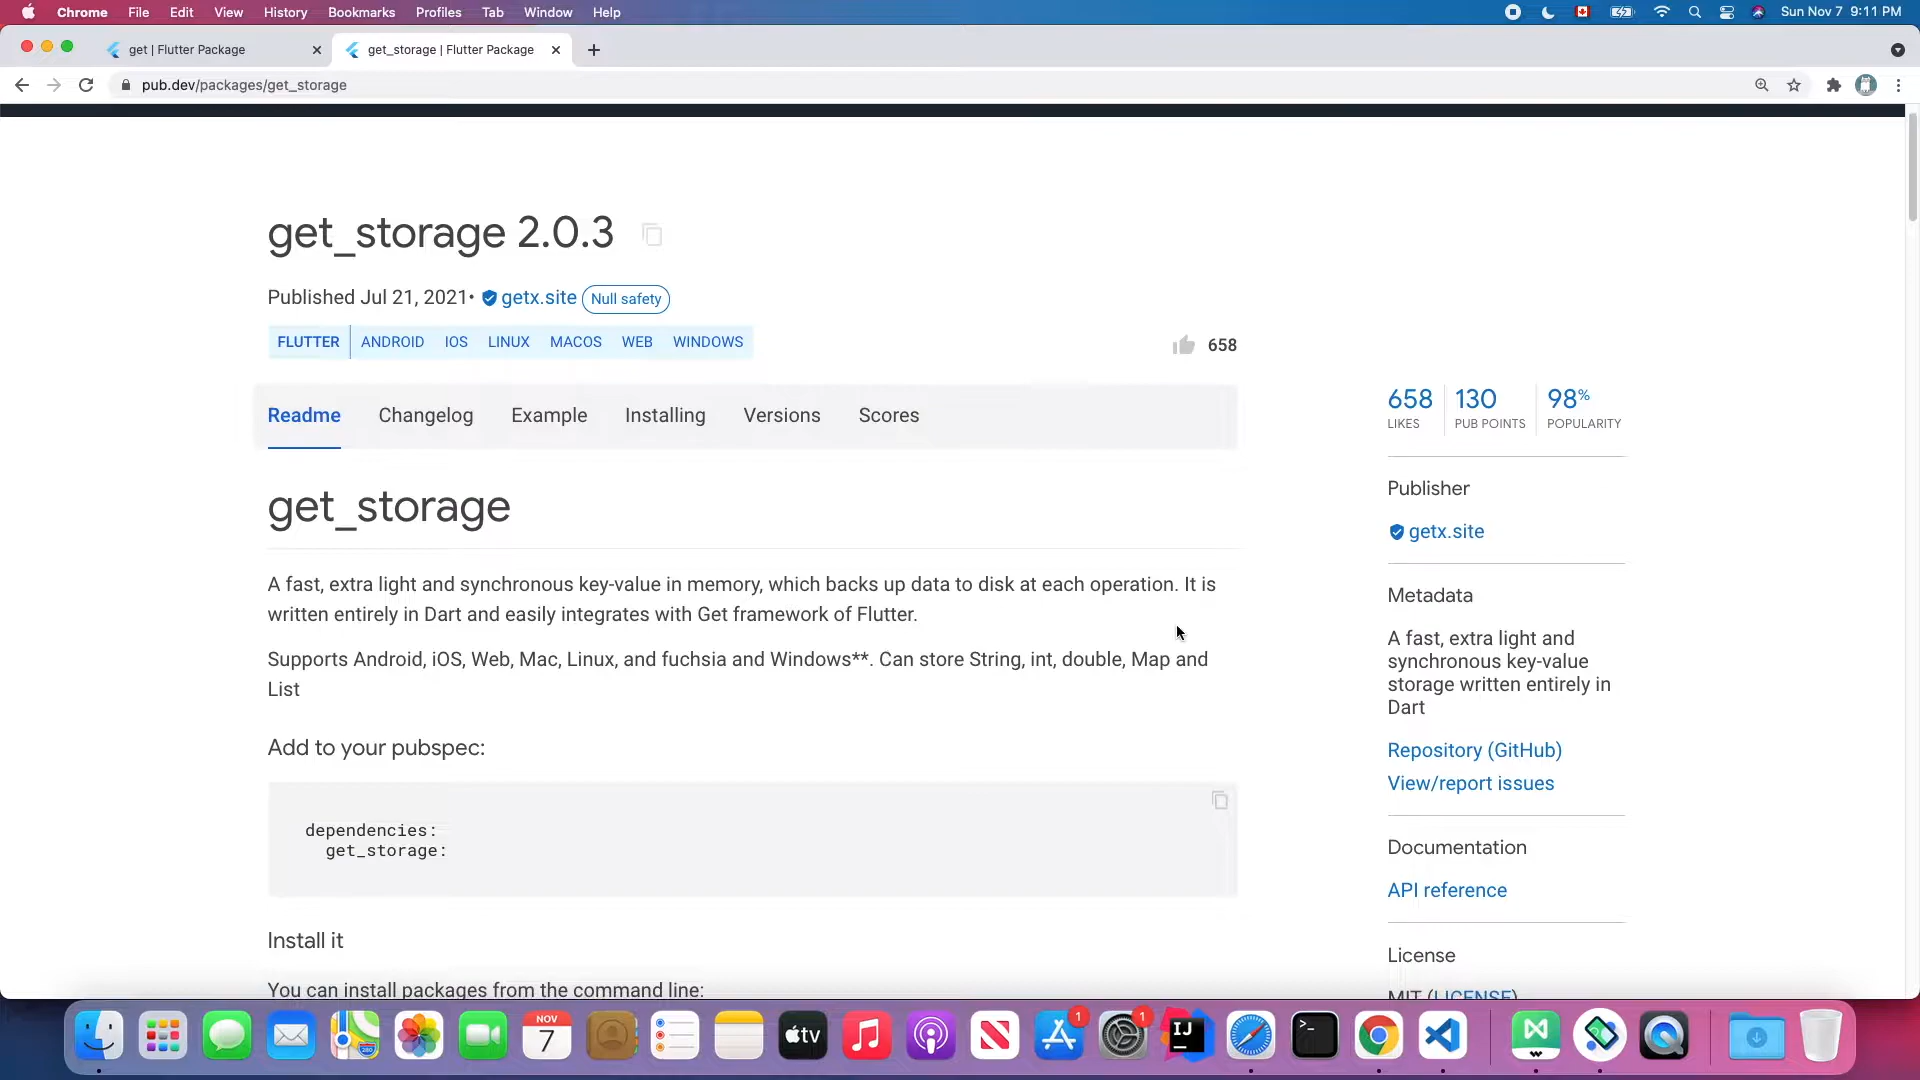 Chrome File Edit View History Bookmarks Profiles Tab Window Help Sun Nov 7 9:11 PM
get | Flutter Package get_storage | Flutter Package
pub.dev/packages/get_storage
get_storage 2.0.3
Published Jul 21, 2021• getx.site Null safety
FLUTTER ANDROID IOS LINUX MACOS WEB WINDOWS
658
Readme Changelog Example Installing Versions Scores
get_storage
A fast, extra light and synchronous key-value in memory, which backs up data to disk at each operation. It is
written entirely in Dart and easily integrates with Get framework of Flutter.
Supports Android, iOS, Web, Mac, Linux, and fuchsia and Windows**. Can store String, int, double, Map and
List
Add to your pubspec:
dependencies:
get_storage:
Install it
You can install packages from the command line:
658 130 98%
LIKES PUB POINTS POPULARITY
Publisher
getx.site
Metadata
A fast, extra light and
synchronous key-value
storage written entirely in
Dart
Repository (GitHub)
View/report issues
Documentation
API reference
License
MIT (LICENSE)
NOV
7
tv
1
1
IJ
>_